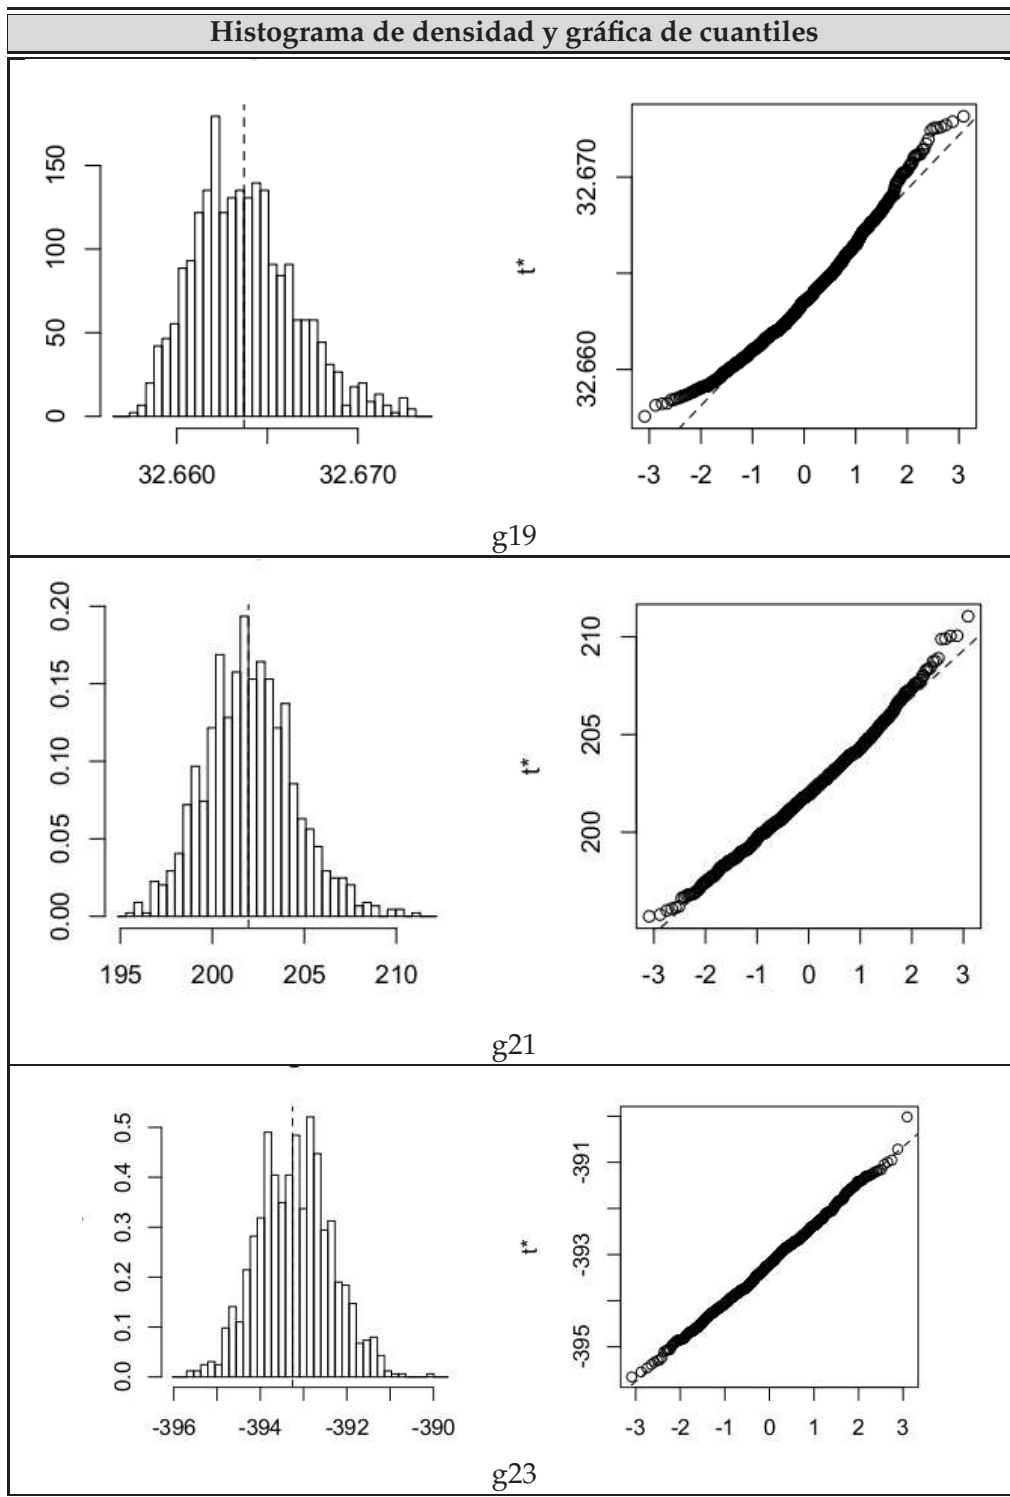 Histograma de densidad y gráfica de cuantiles
150
100
50
0
32.660 32.670
t*
32.670
32.660
-3 -2 -1 0 1 2 3
g19
0.20
0.15
0.10
0.05
0.00
195 200 205 210
t*
210
205
200
-3 -2 -1 0 1 2 3
g21
0.5
0.4
0.3
0.2
0.1
0.0
-396 -394 -392 -390
t*
-391
-393
-395
-3 -2 -1 0 1 2 3
g23